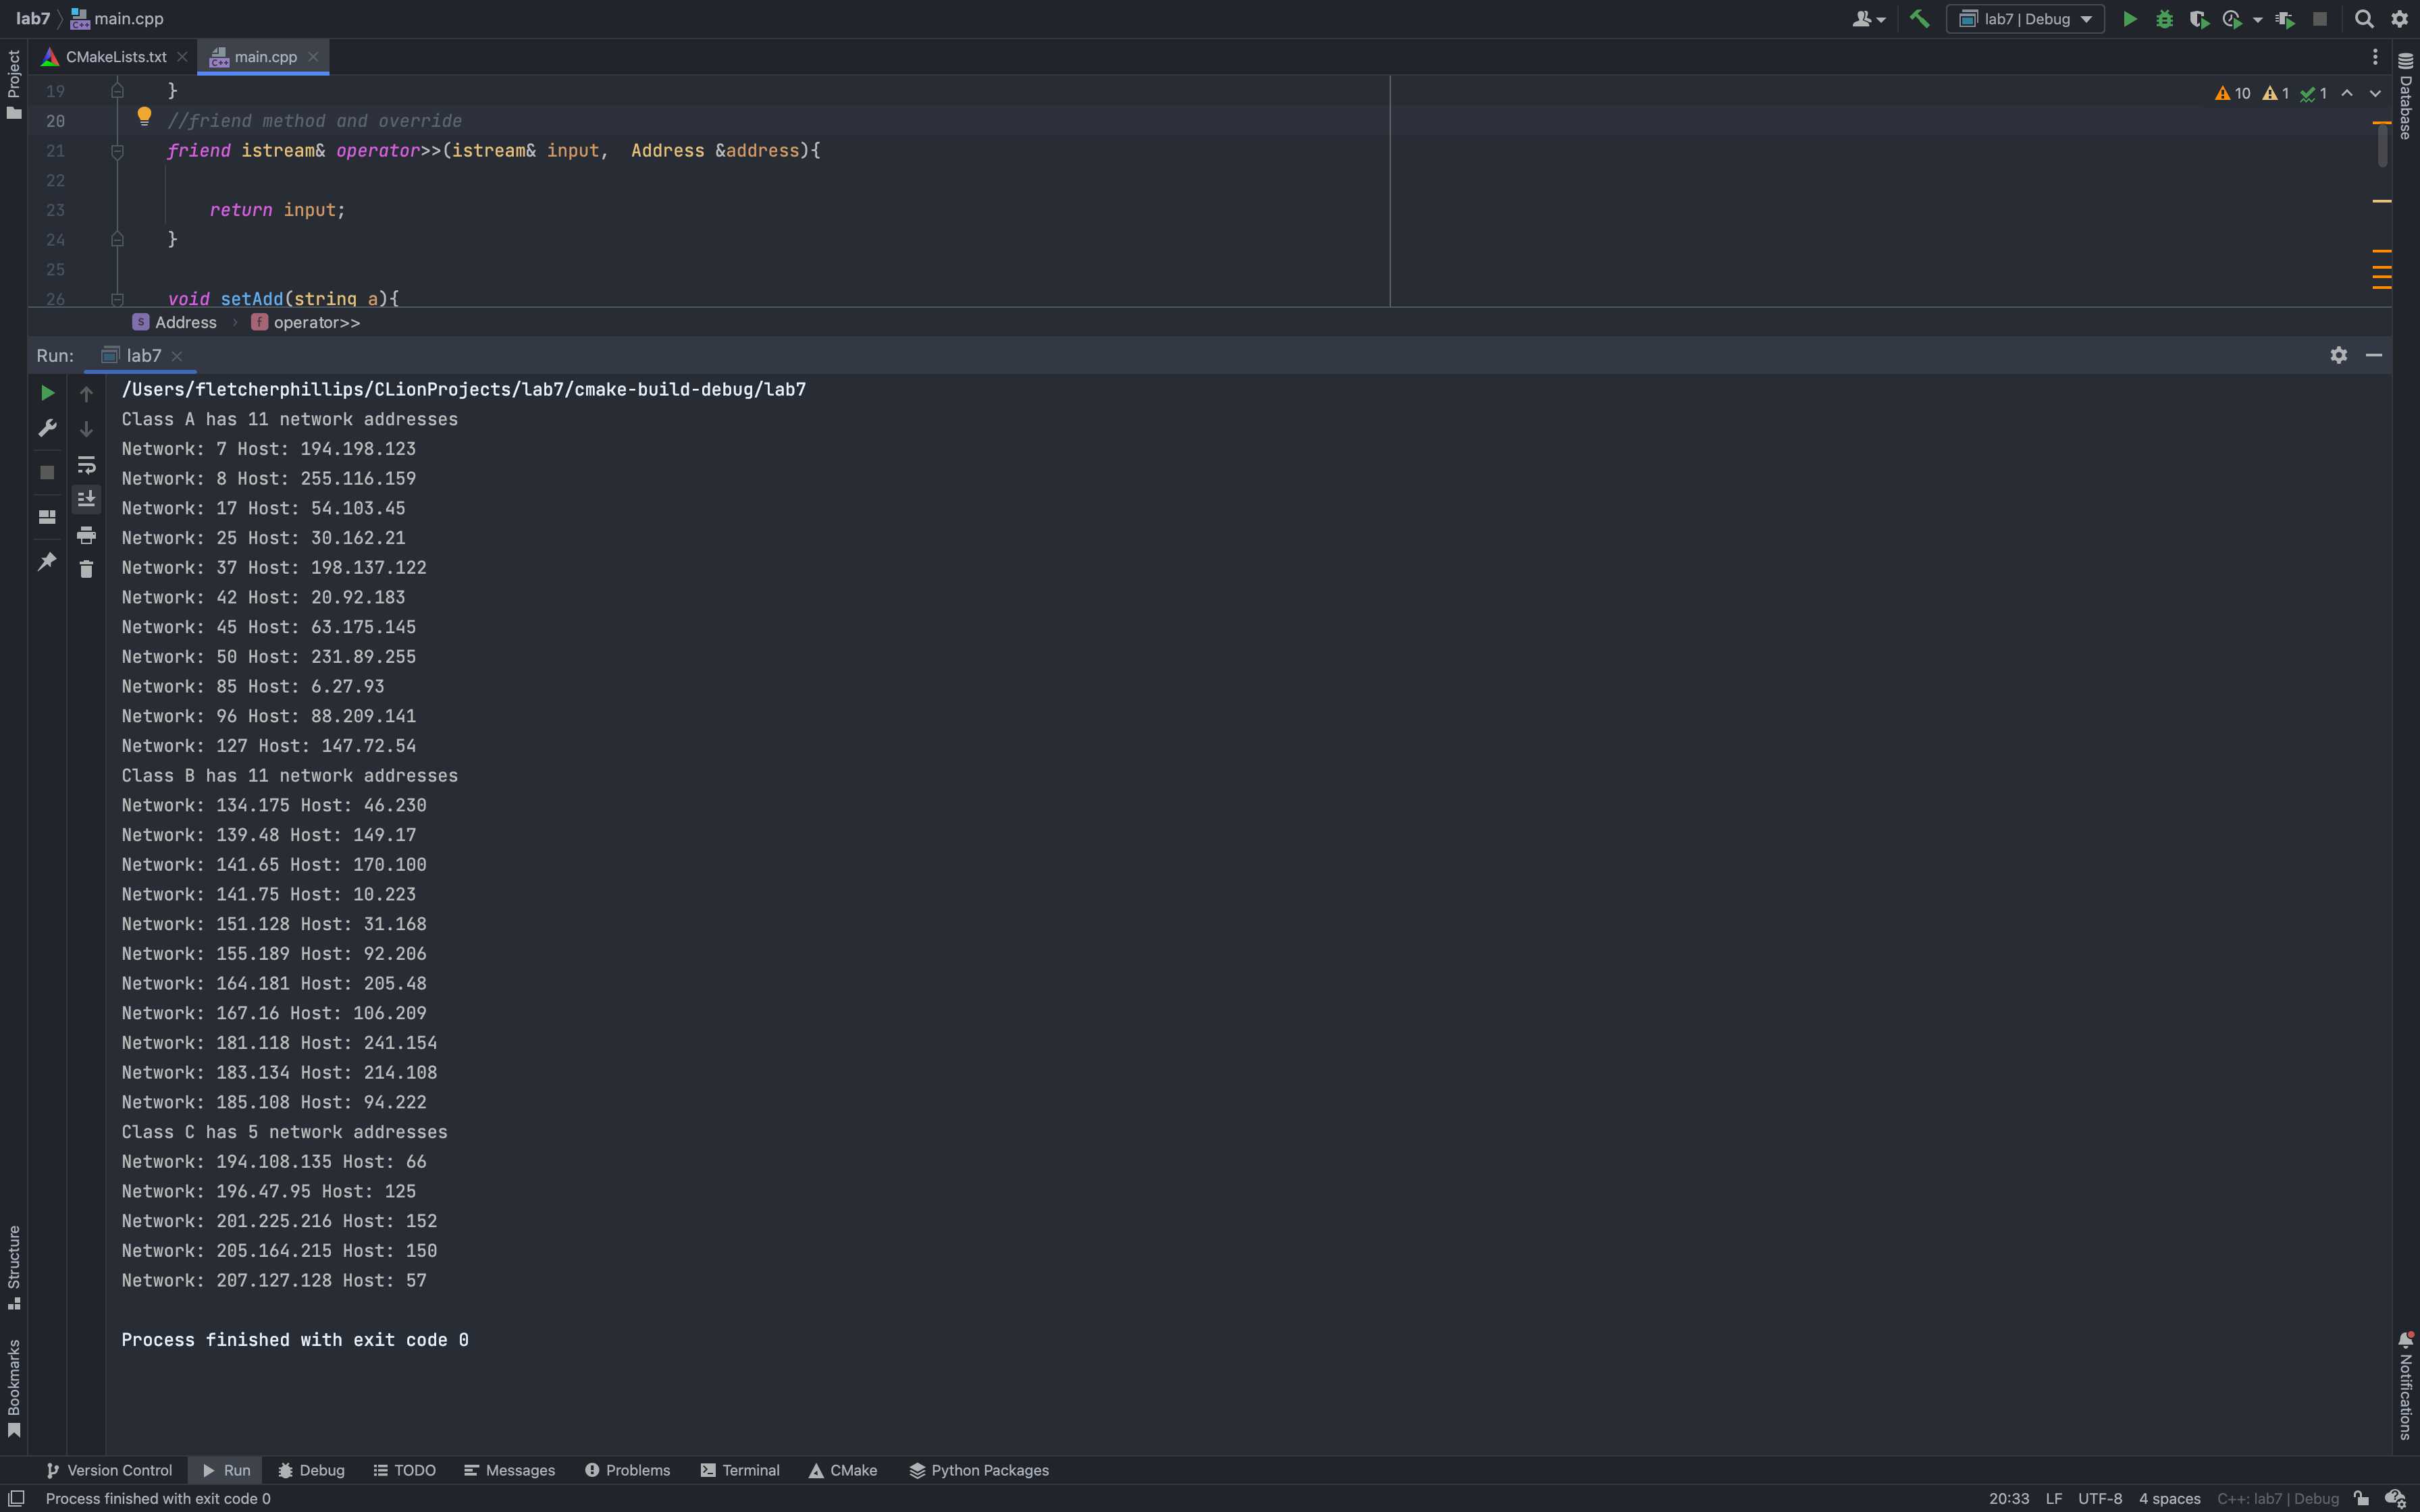 lab7 main.cpp lab7 | Debug
CMakeLists.txt main.cpp
Project
Database
10 1 1
19 }
20 //friend method and override
21 friend istream& operator>>(istream& input,  Address &address){
22
23 return input;
24 }
25
26 void setAdd(string a){
Address operator>>
Run: lab7
/Users/fletcherphillips/CLionProjects/lab7/cmake-build-debug/lab7
Class A has 11 network addresses
Network: 7 Host: 194.198.123
Network: 8 Host: 255.116.159
Network: 17 Host: 54.103.45
Network: 25 Host: 30.162.21
Network: 37 Host: 198.137.122
Network: 42 Host: 20.92.183
Network: 45 Host: 63.175.145
Network: 50 Host: 231.89.255
Network: 85 Host: 6.27.93
Network: 96 Host: 88.209.141
Network: 127 Host: 147.72.54
Class B has 11 network addresses
Network: 134.175 Host: 46.230
Network: 139.48 Host: 149.17
Network: 141.65 Host: 170.100
Network: 141.75 Host: 10.223
Network: 151.128 Host: 31.168
Network: 155.189 Host: 92.206
Network: 164.181 Host: 205.48
Network: 167.16 Host: 106.209
Network: 181.118 Host: 241.154
Network: 183.134 Host: 214.108
Network: 185.108 Host: 94.222
Class C has 5 network addresses
Network: 194.108.135 Host: 66
Network: 196.47.95 Host: 125
Network: 201.225.216 Host: 152
Network: 205.164.215 Host: 150
Network: 207.127.128 Host: 57
Process finished with exit code 0
Structure
Bookmarks
Notifications
Version Control Run Debug TODO Messages Problems Terminal CMake Python Packages
Process finished with exit code 0 20:33 LF UTF-8 4 spaces C++: lab7 | Debug